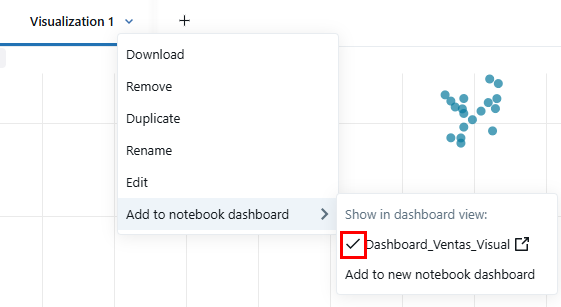 Visualization 1
Download
Remove
Duplicate
Rename
Edit
Add to notebook dashboard
Show in dashboard view:
Dashboard_Ventas_Visual
Add to new notebook dashboard